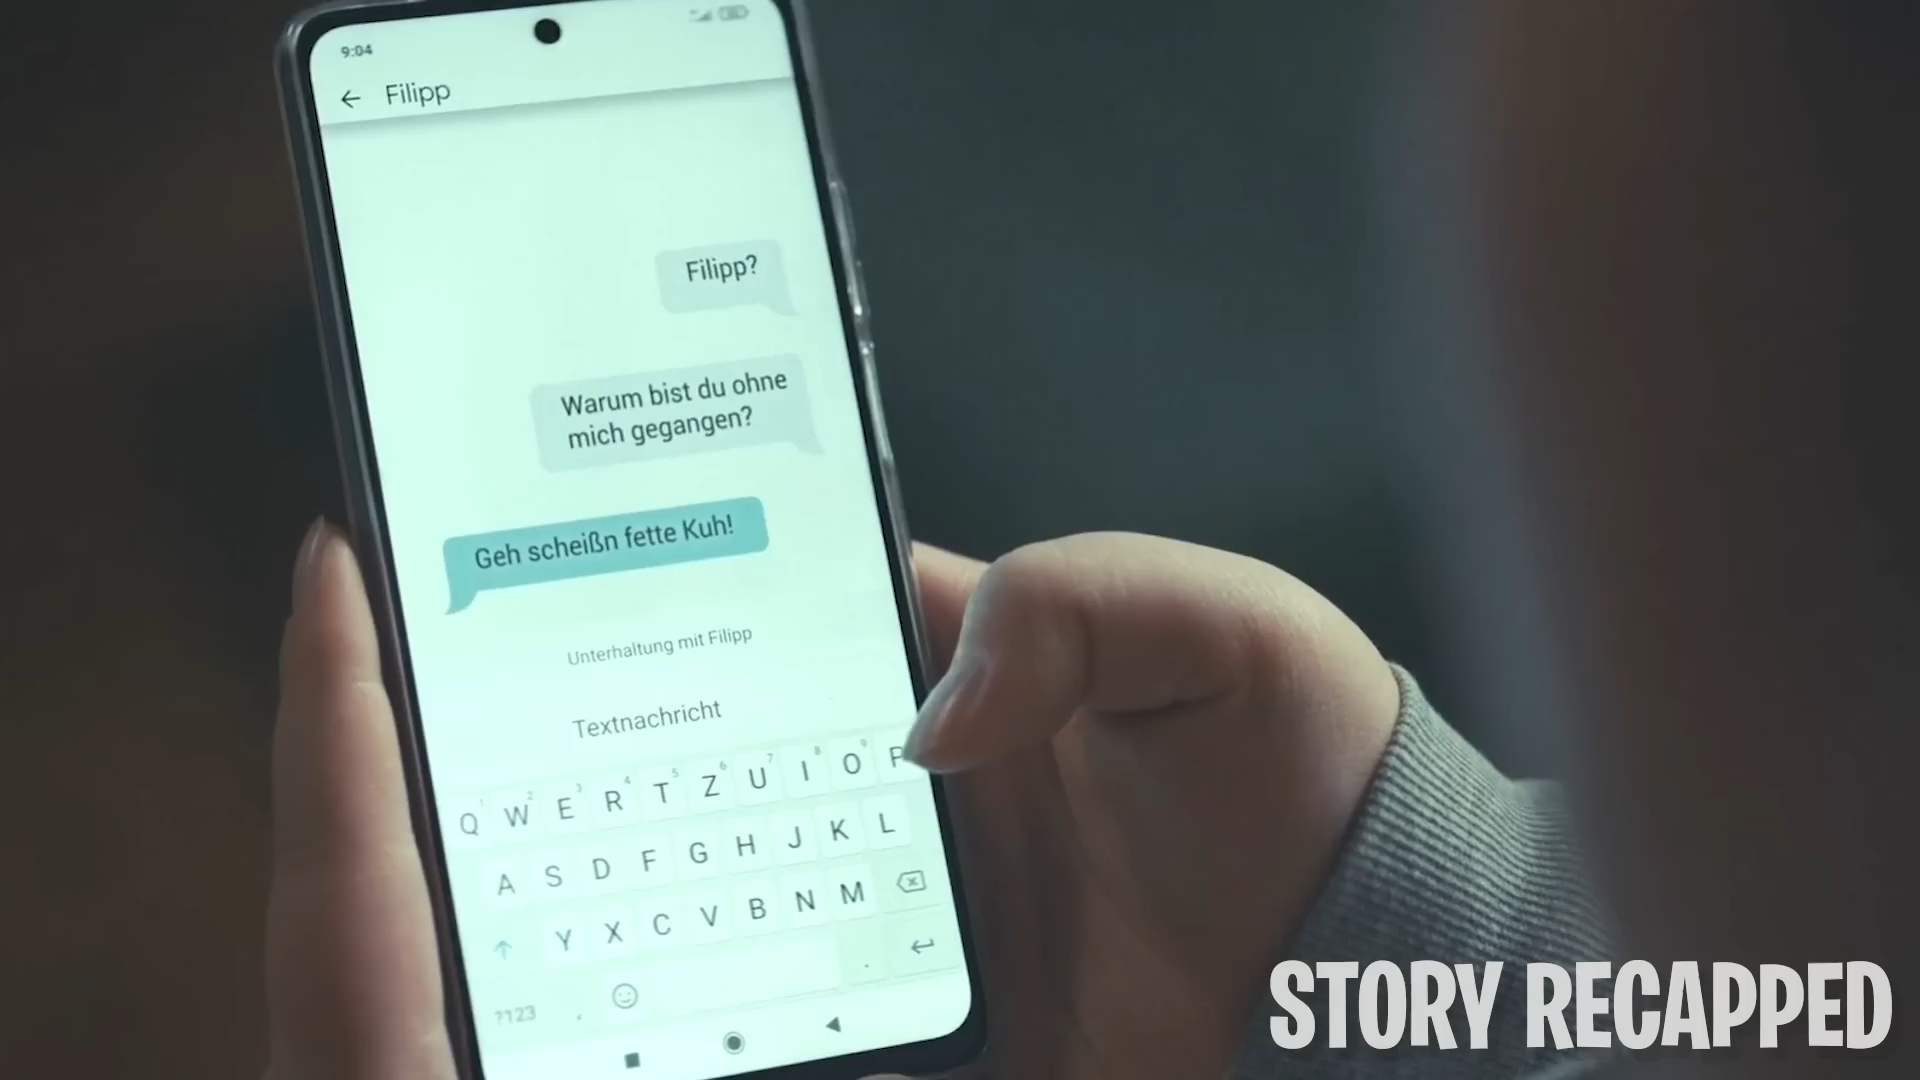 9:04
Filipp
Filipp?
Warum bist du ohne
mich gegangen?
Geh scheißn fette Kuh!
Unterhaltung mit Filipp
Textnachricht
Q W E R T Z U I O P
A S D F G H J K L
Y X C V B N M
?123 , .
STORY RECAPPED